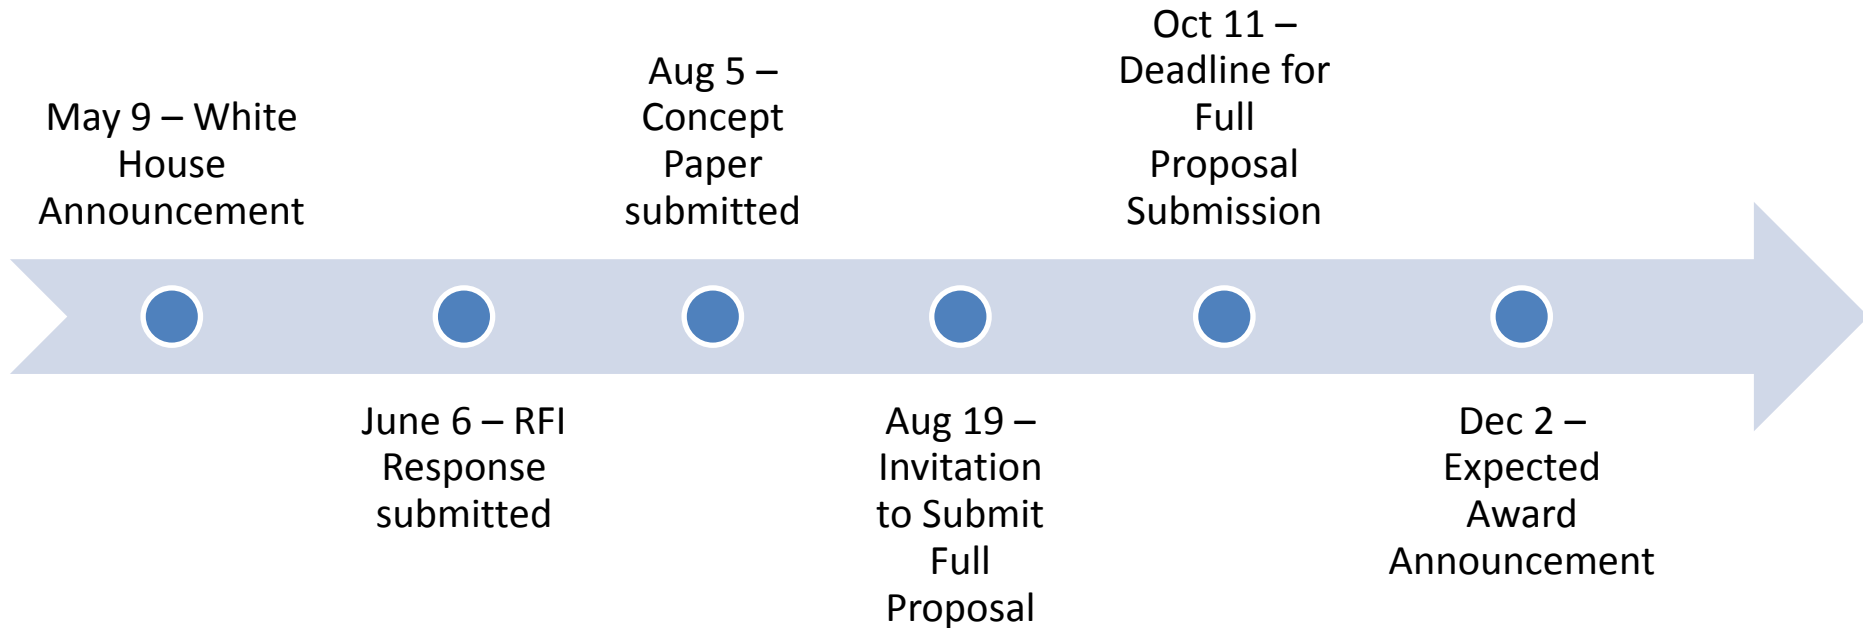 May 9 – White
House
Announcement
June 6 – RFI
Response
submitted
Aug 5 –
Concept
Paper
submitted
Aug 19 –
Invitation
to Submit
Full
Proposal
Oct 11 –
Deadline for
Full
Proposal
Submission
Dec 2 –
Expected
Award
Announcement